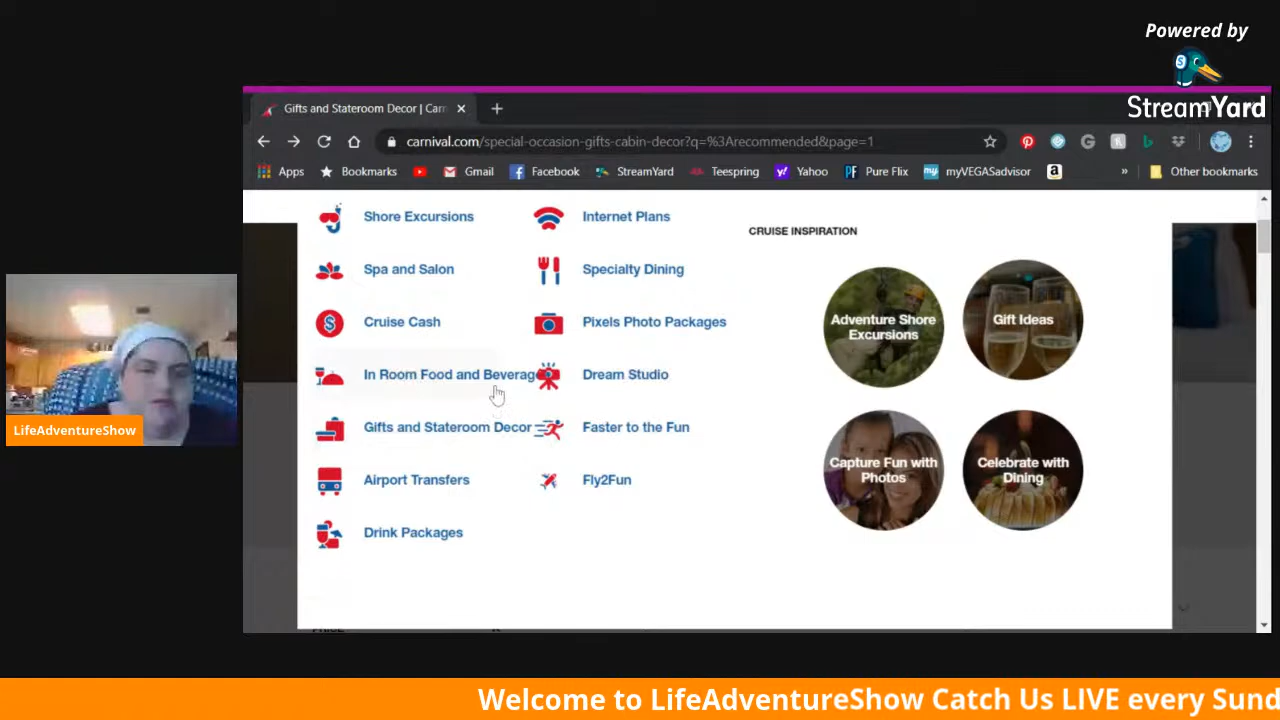 Powered by
StreamYard
Gifts and Stateroom Decor | Carn
carnival.com/special-occasion-gifts-cabin-decor?q=%3Arecommended&page=1
Apps
Bookmarks
Gmail
Facebook
StreamYard
Teespring
Yahoo
PF Pure Flix
my myVEGASadvisor
»
Other bookmarks
Shore Excursions
Internet Plans
CRUISE INSPIRATION
Spa and Salon
Specialty Dining
Cruise Cash
Pixels Photo Packages
In Room Food and Beverag
Dream Studio
Gifts and Stateroom Decor
Faster to the Fun
Airport Transfers
Fly2Fun
Drink Packages
Adventure Shore
Excursions
Gift Ideas
Capture Fun with
Photos
Celebrate with
Dining
LifeAdventureShow
Welcome to LifeAdventureShow Catch Us LIVE every Sund